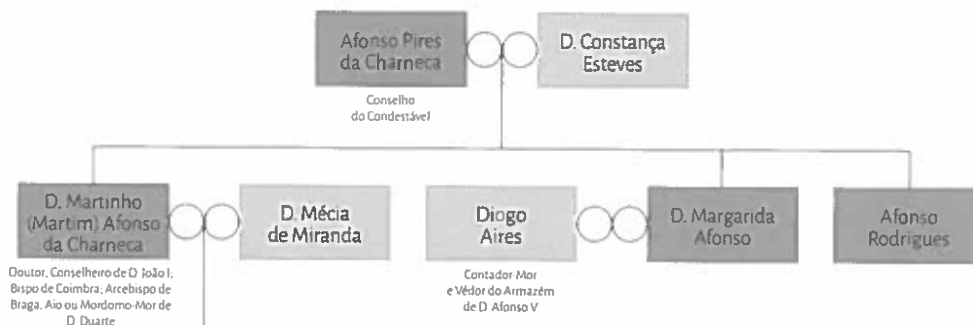 Afonso Pires
da Charneca
D. Constança
Esteves
Conselho
do Condestável
D. Martinho
(Martim) Afonso
da Charneca
D. Mécia
de Miranda
Diogo
Aires
D. Margarida
Afonso
Afonso
Rodrigues
Doutor, Conselheiro de D. João I;
Bispo de Coimbra; Arcebispo de
Braga, Aio ou Mordomo-Mor de
D. Duarte
Contador-Mor
e Védor do Armazém
de D. Afonso V